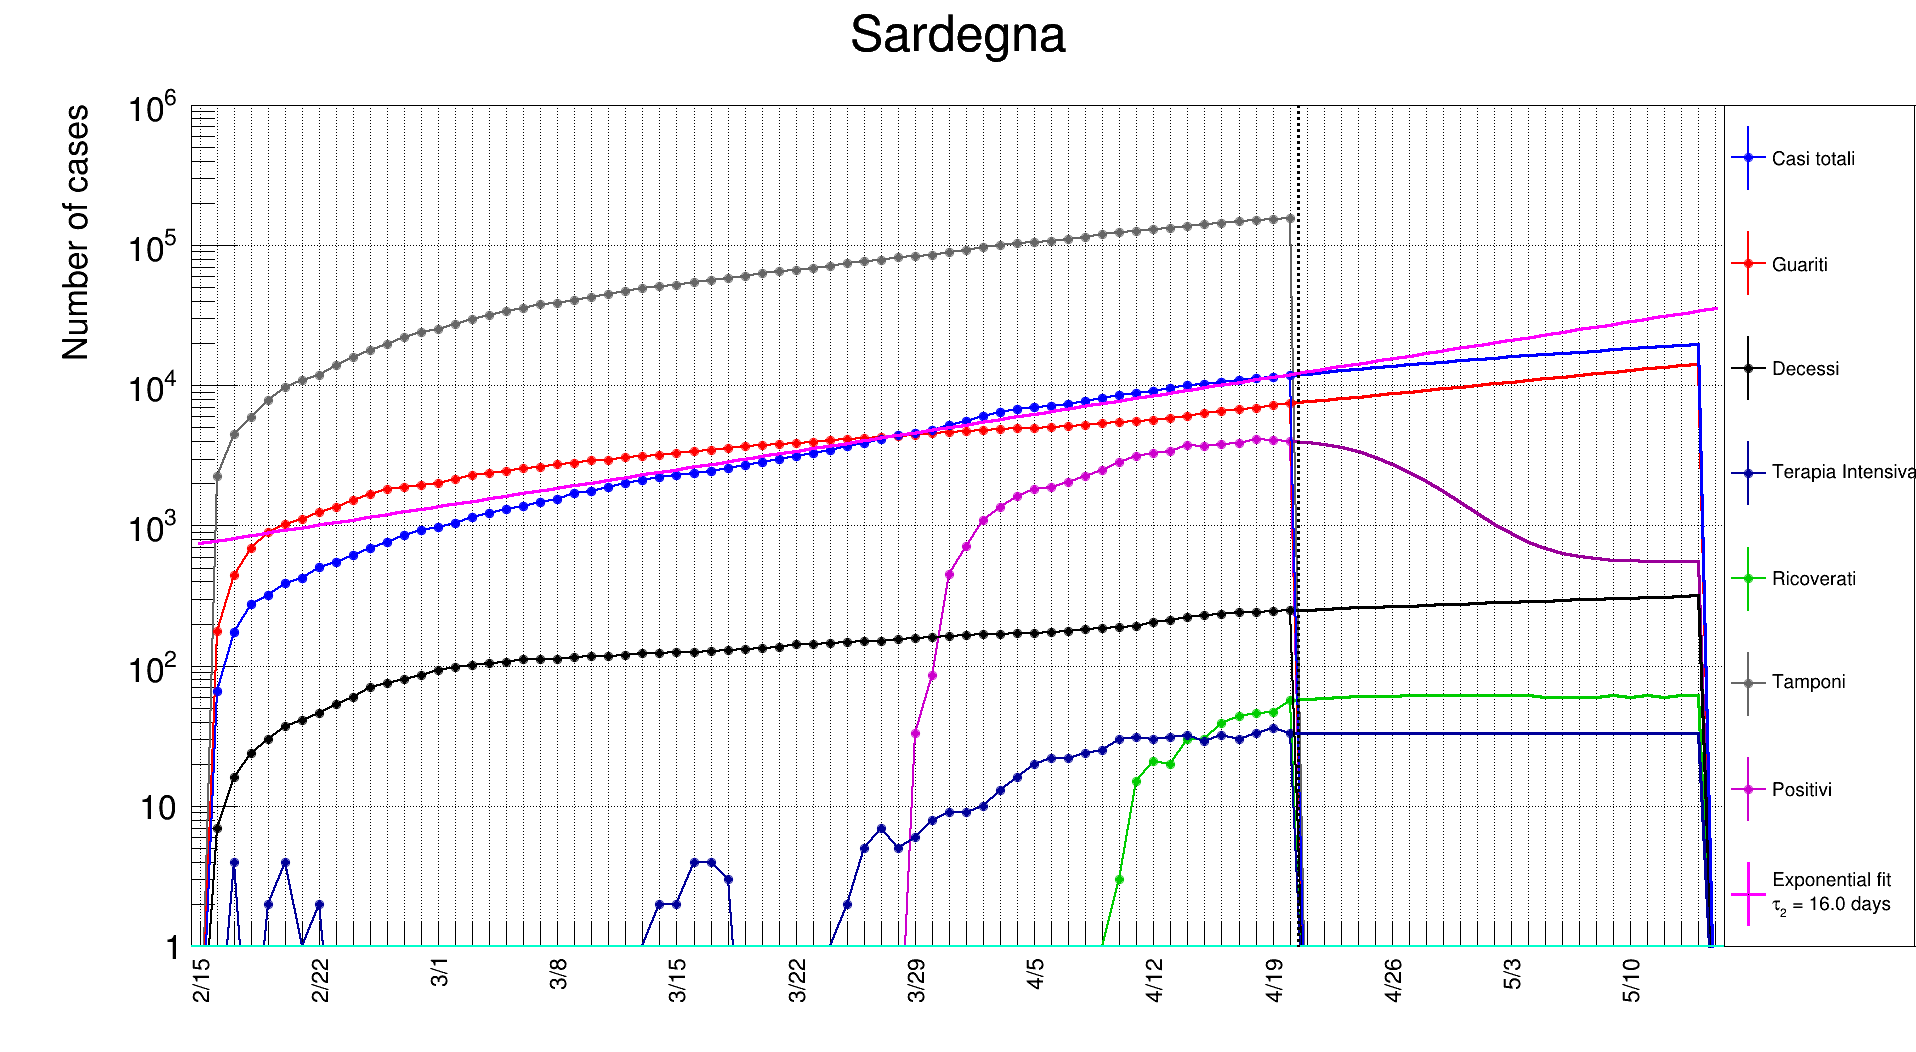 Sardegna
Number of cases
10^6
10^5
10^4
10^3
10^2
10
1
2/15
2/22
3/1
3/8
3/15
3/22
3/29
4/5
4/12
4/19
4/26
5/3
5/10
Casi totali
Guariti
Decessi
Terapia Intensiva
Ricoverati
Tamponi
Positivi
Exponential fit
τ₂ = 16.0 days